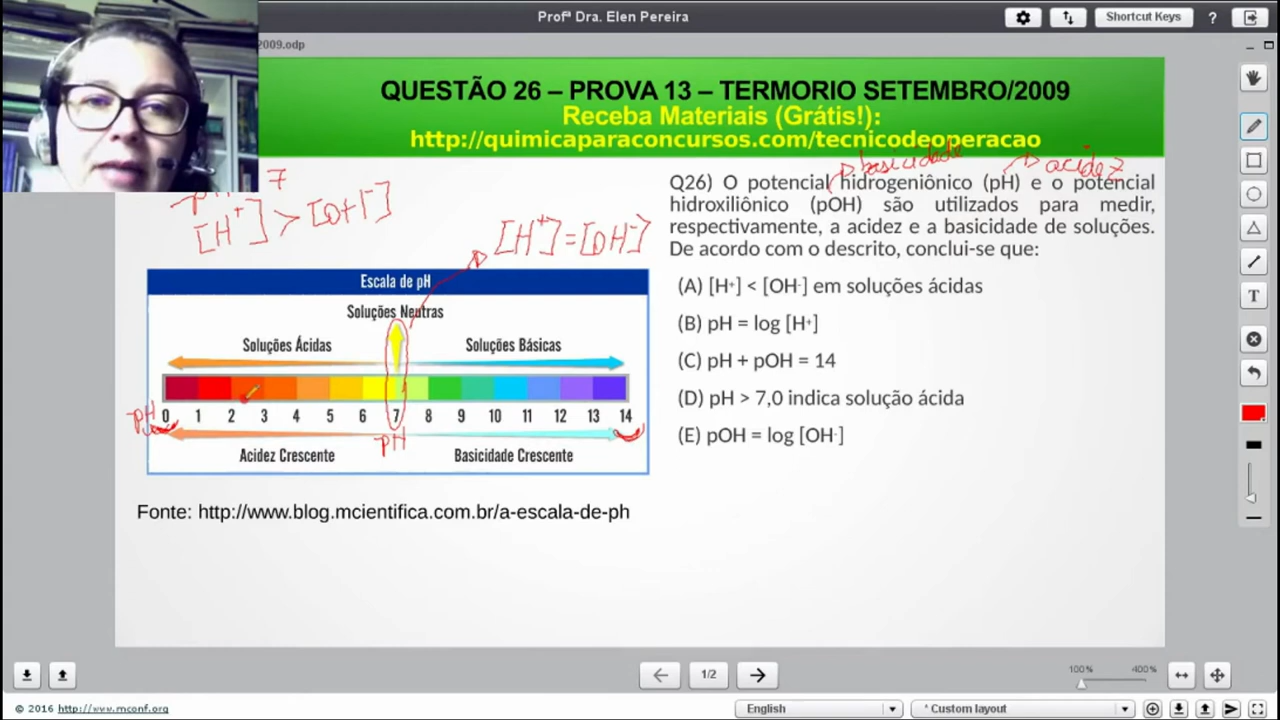 Profª Dra. Elen Pereira
Shortcut Keys
?
2009.odp
QUESTÃO 26 – PROVA 13 – TERMORIO SETEMBRO/2009
Receba Materiais (Grátis!):
http://quimicaparaconcursos.com/tecnicodeoperacao
basicidade
acidez
Q26) O potencial hidrogeniônico (pH) e o potencial
hidroxiliônico (pOH) são utilizados para medir,
respectivamente, a acidez e a basicidade de soluções.
De acordo com o descrito, conclui-se que:
(A) [H+] < [OH-] em soluções ácidas
(B) pH = log [H+]
(C) pH + pOH = 14
(D) pH > 7,0 indica solução ácida
(E) pOH = log [OH-]
7
[H+] > [OH-]
[H+] = [OH-]
Escala de pH
Soluções Neutras
Soluções Ácidas
Soluções Básicas
pH
0 1 2 3 4 5 6 7 8 9 10 11 12 13 14
pH
Acidez Crescente
Basicidade Crescente
Fonte: http://www.blog.mcientifica.com.br/a-escala-de-ph
T
1/2
100%
400%
© 2016 http://www.mconf.org
English
* Custom layout